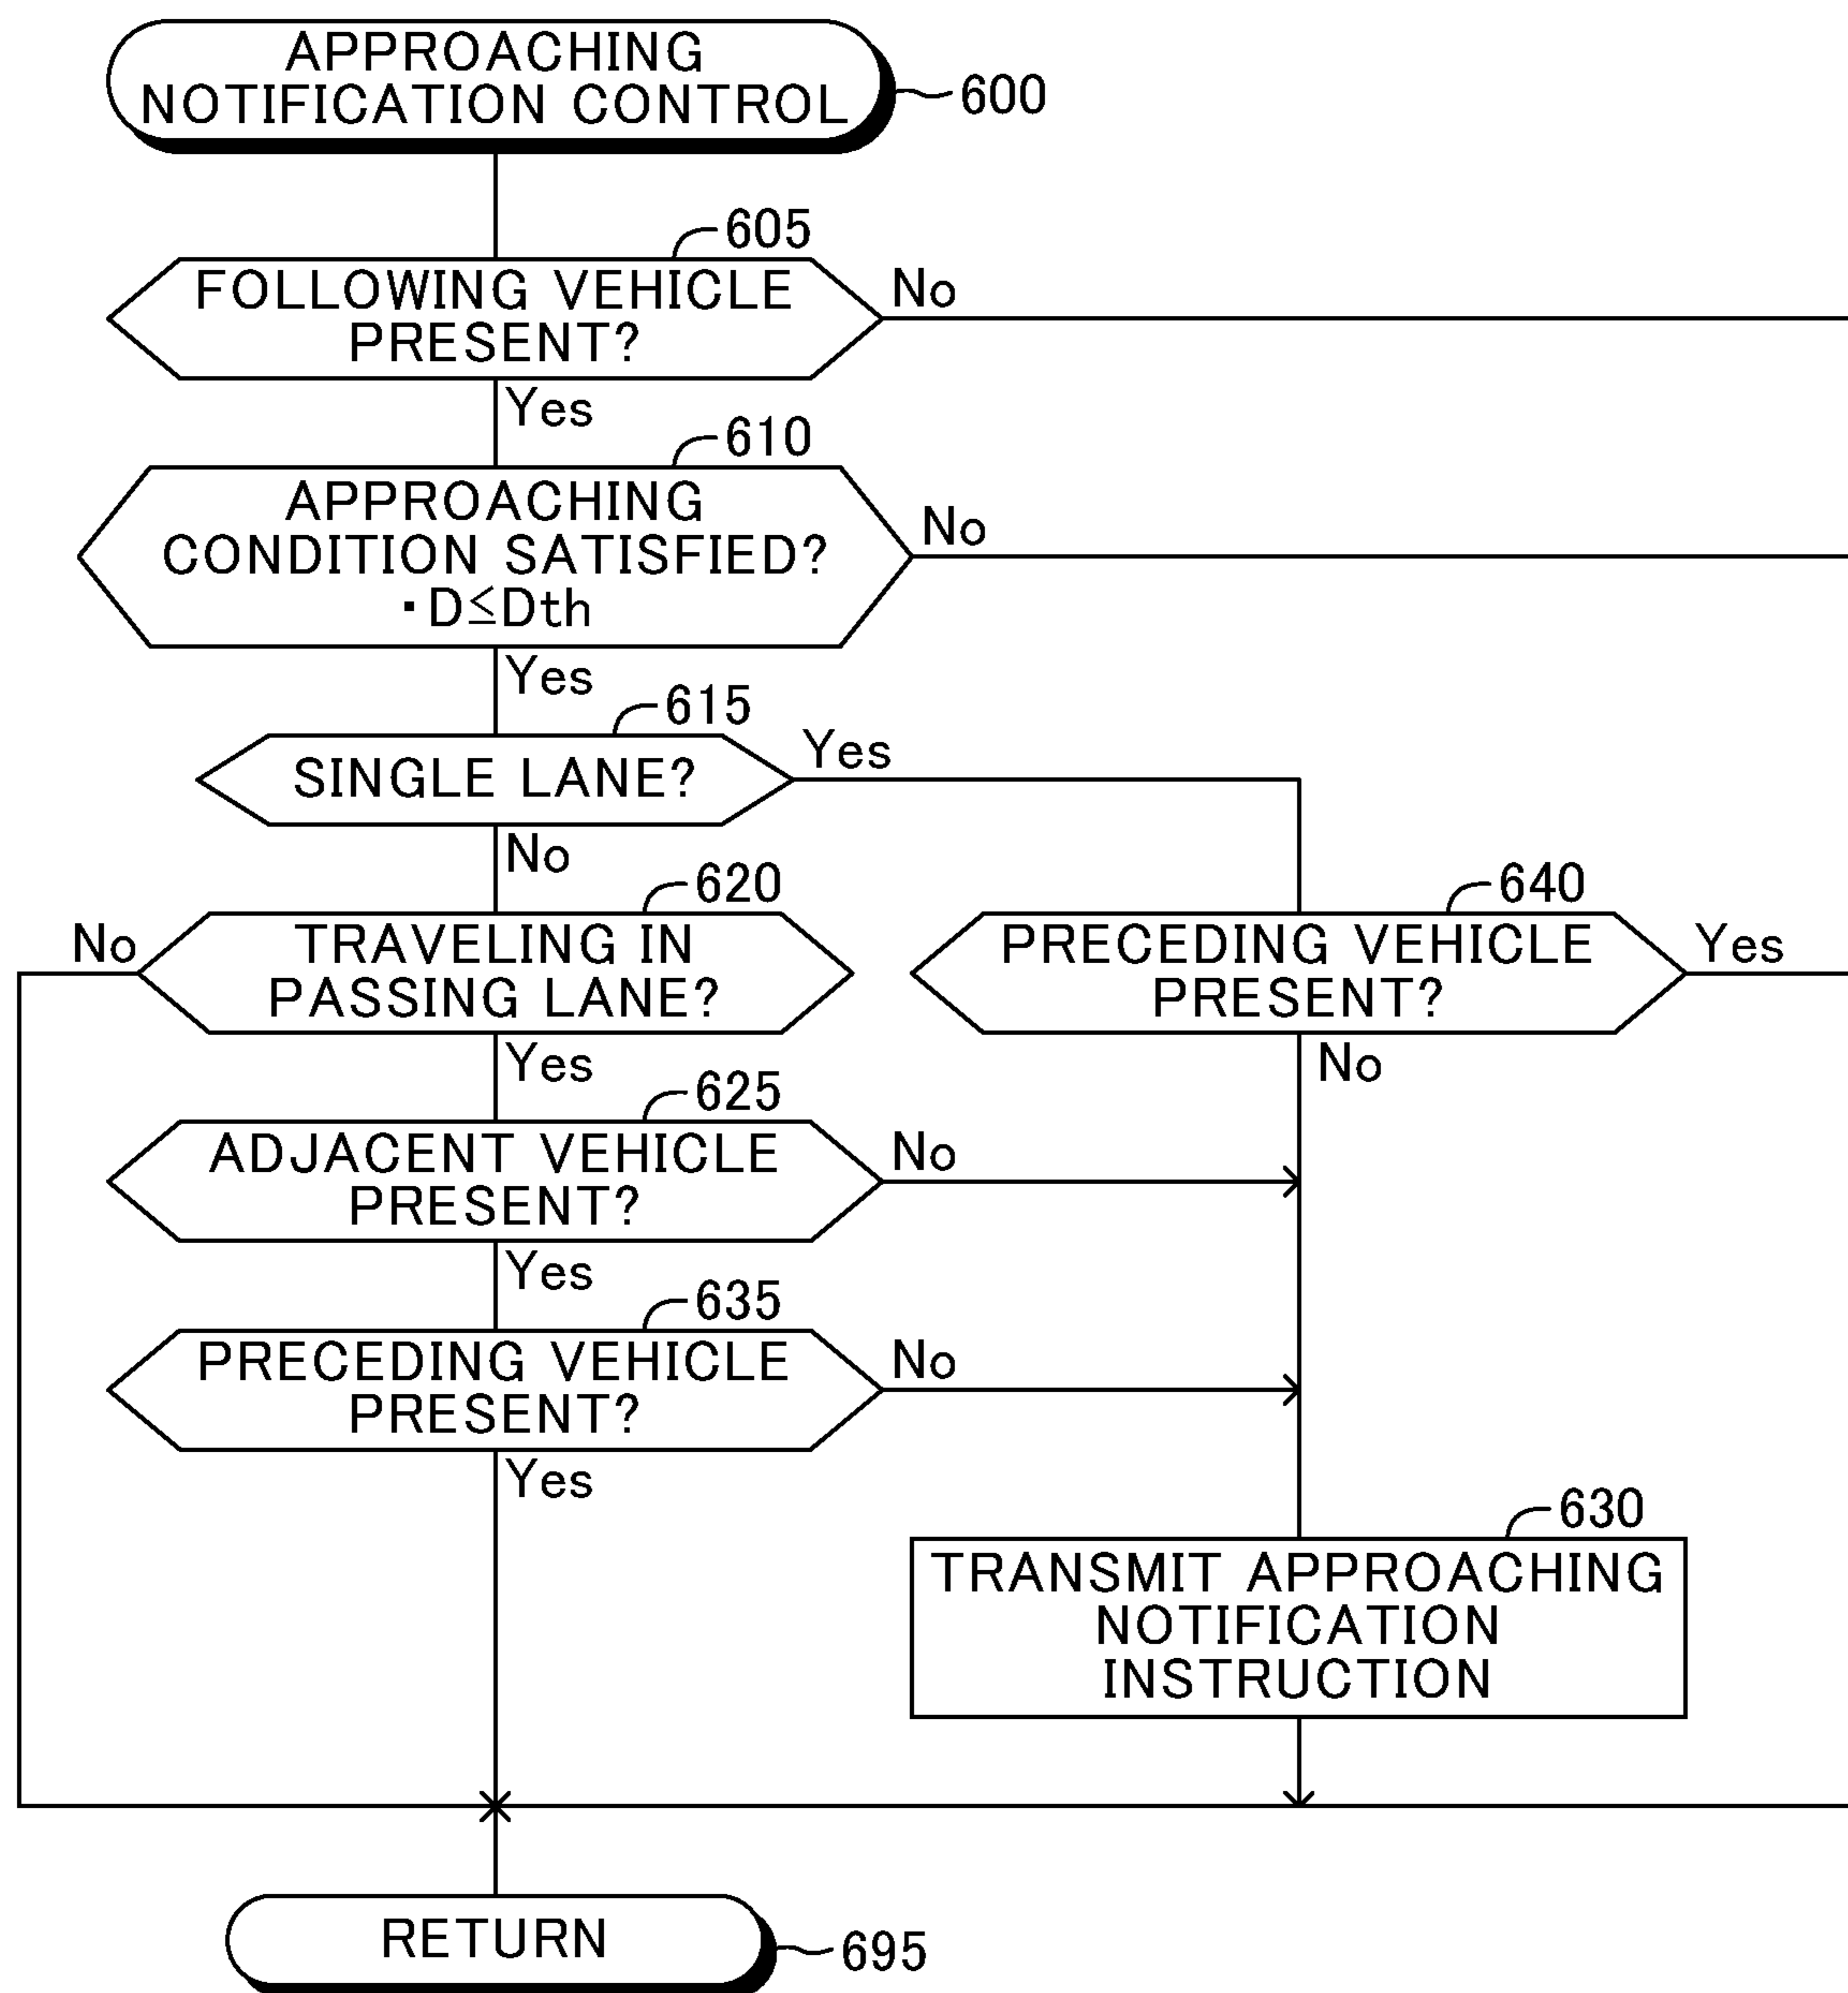 APPROACHING
NOTIFICATION CONTROL
600
605
FOLLOWING VEHICLE
PRESENT?
No
Yes
610
APPROACHING
CONDITION SATISFIED?
・D≦Dth
No
Yes
615
SINGLE LANE?
Yes
No
620
TRAVELING IN
PASSING LANE?
No
Yes
640
PRECEDING VEHICLE
PRESENT?
Yes
No
625
ADJACENT VEHICLE
PRESENT?
No
Yes
635
PRECEDING VEHICLE
PRESENT?
No
Yes
630
TRANSMIT APPROACHING
NOTIFICATION
INSTRUCTION
RETURN
695